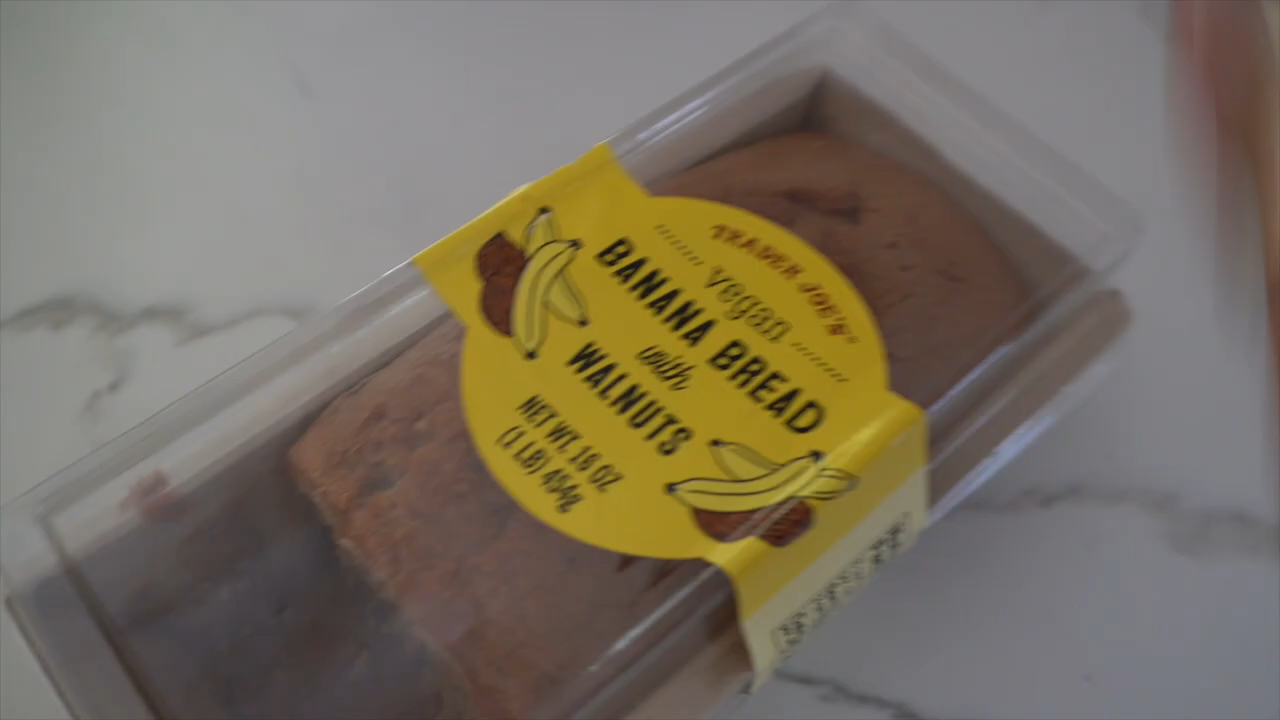 TRADER JOE'S
vegan
BANANA BREAD
with
WALNUTS
NET WT. 16 OZ
(1 LB) 454g